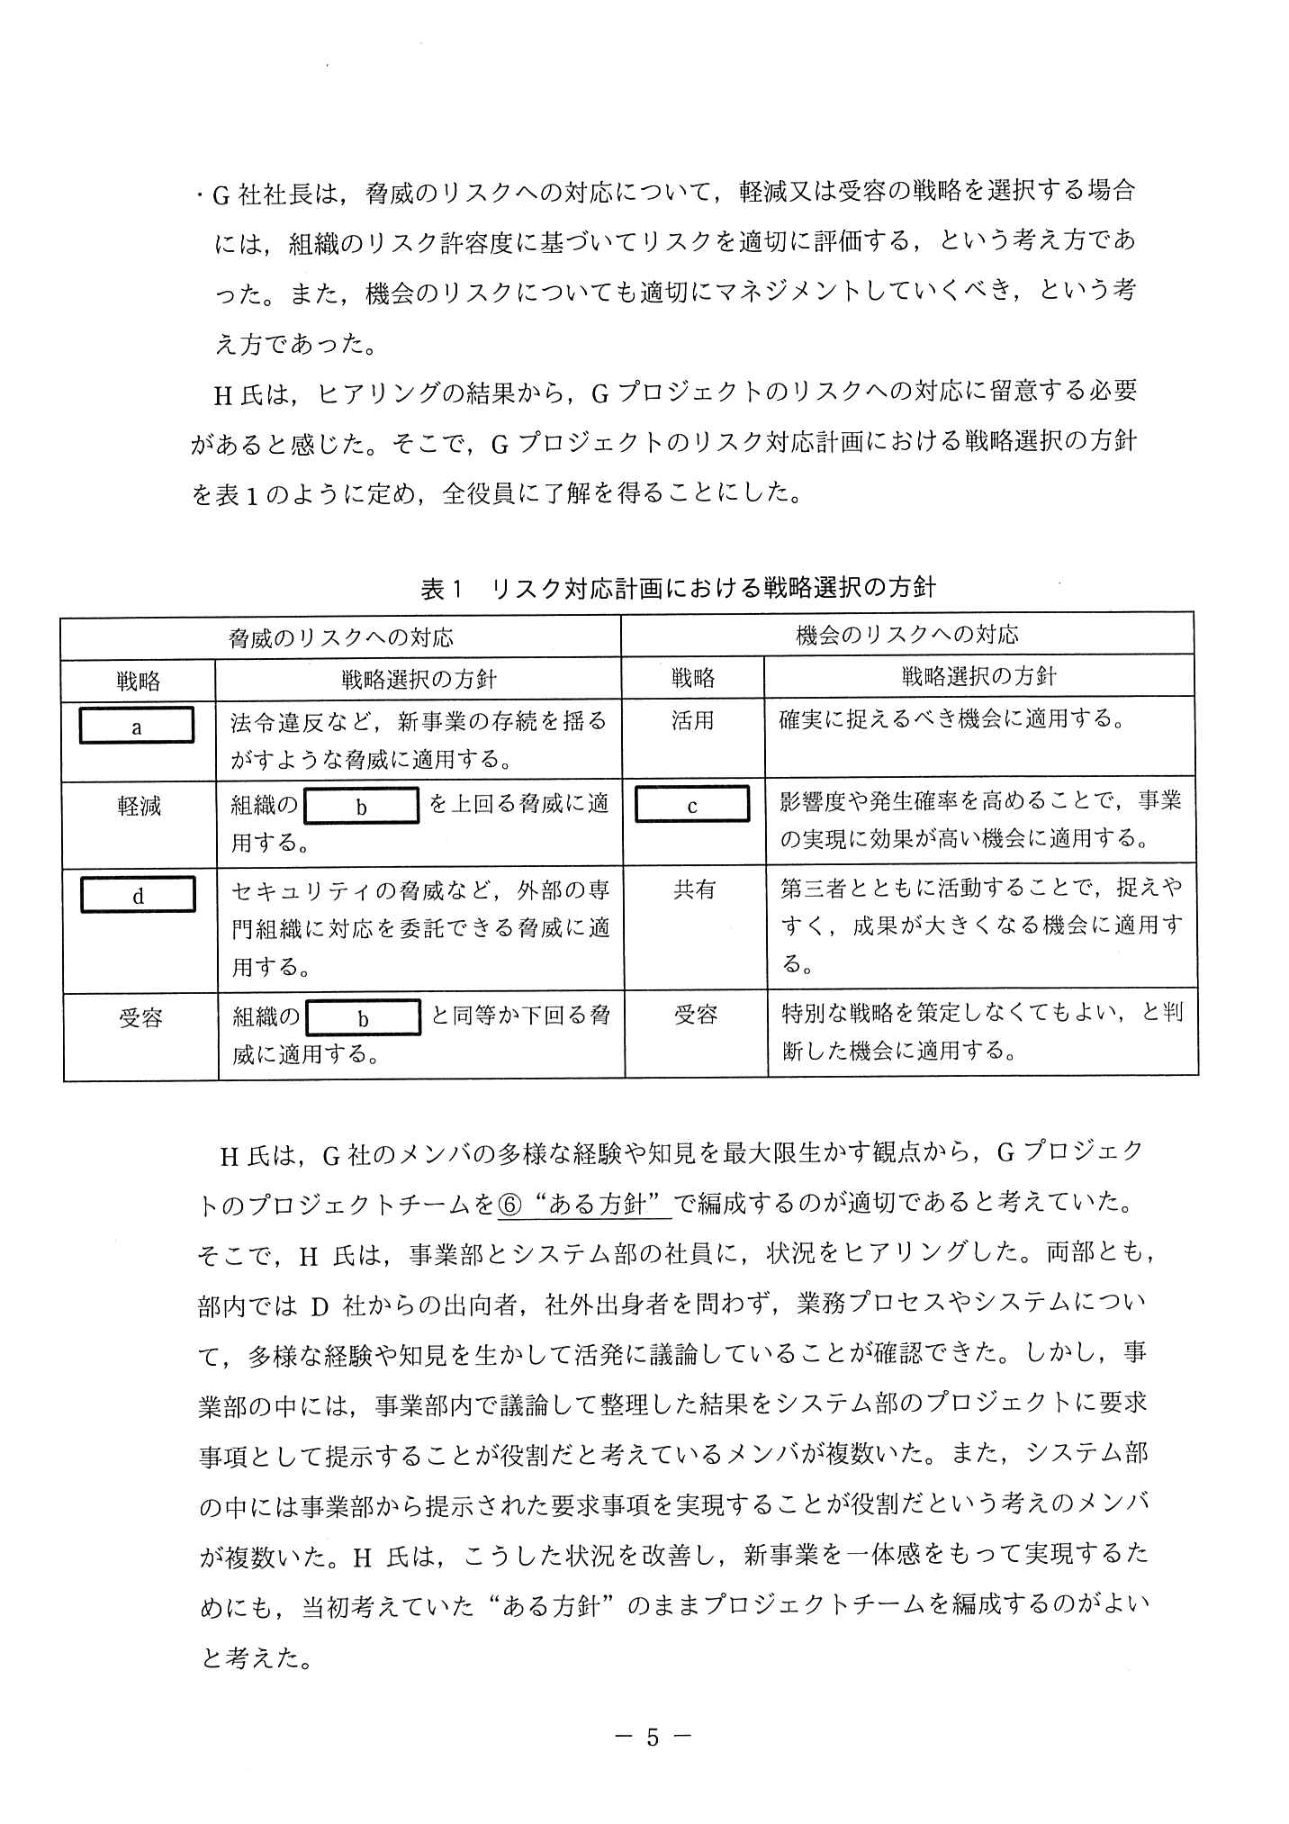 ・G 社社長は，脅威のリスクへの対応について，軽減又は受容の戦略を選択する場合
には，組織のリスク許容度に基づいてリスクを適切に評価する，という考え方であ
った。また，機会のリスクについても適切にマネジメントしていくべき，という考
え方であった。
H 氏は，ヒアリングの結果から，G プロジェクトのリスクへの対応に留意する必要
があると感じた。そこで，G プロジェクトのリスク対応計画における戦略選択の方針
を表 1 のように定め，全役員に了解を得ることにした。
表 1　リスク対応計画における戦略選択の方針
脅威のリスクへの対応　機会のリスクへの対応
戦略　戦略選択の方針　戦略　戦略選択の方針
a　法令違反など，新事業の存続を揺る　活用　確実に捉えるべき機会に適用する。
がすような脅威に適用する。
軽減　組織の b を上回る脅威に適　c　影響度や発生確率を高めることで，事業
用する。　の実現に効果が高い機会に適用する。
d　セキュリティの脅威など，外部の専　共有　第三者とともに活動することで，捉えや
門組織に対応を委託できる脅威に適　すく，成果が大きくなる機会に適用す
用する。　る。
受容　組織の b と同等か下回る脅　受容　特別な戦略を策定しなくてもよい，と判
威に適用する。　断した機会に適用する。
H 氏は，G 社のメンバの多様な経験や知見を最大限生かす観点から，G プロジェク
トのプロジェクトチームを⑥“ある方針”で編成するのが適切であると考えていた。
そこで，H 氏は，事業部とシステム部の社員に，状況をヒアリングした。両部とも，
部内では D 社からの出向者，社外出身者を問わず，業務プロセスやシステムについ
て，多様な経験や知見を生かして活発に議論していることが確認できた。しかし，事
業部の中には，事業部内で議論して整理した結果をシステム部のプロジェクトに要求
事項として提示することが役割だと考えているメンバが複数いた。また，システム部
の中には事業部から提示された要求事項を実現することが役割だという考えのメンバ
が複数いた。H 氏は，こうした状況を改善し，新事業を一体感をもって実現するた
めにも，当初考えていた“ある方針”のままプロジェクトチームを編成するのがよい
と考えた。
－ 5 －